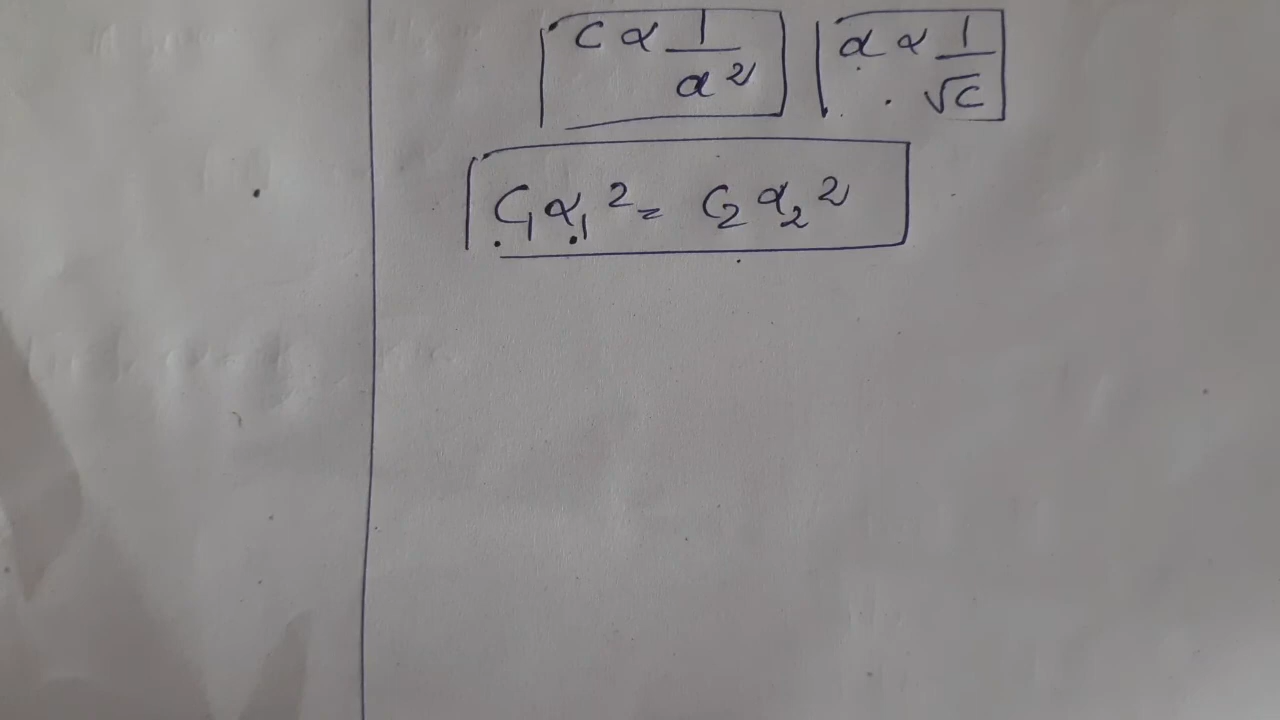 C ∝ 1/α² α ∝ 1/√C
C₁α₁² = C₂α₂²